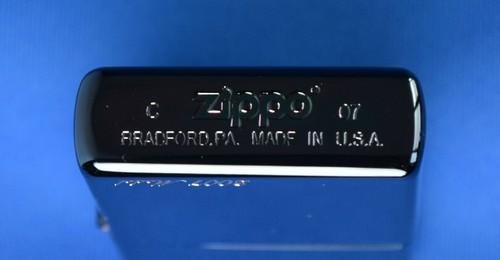 C zippo® 07
BRADFORD.PA. MADE IN U.S.A.